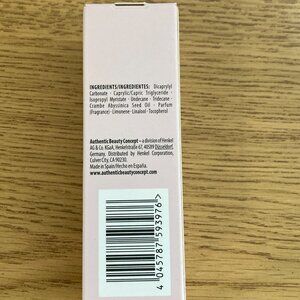 INGREDIENTS/INGREDIENTES: Dicaprylyl
Carbonate · Caprylic/Capric Triglyceride ·
Isopropyl Myristate · Undecane · Tridecane ·
Crambe Abyssinica Seed Oil · Parfum
(Fragrance) · Limonene · Linalool · Tocopherol
Authentic Beauty Concept – a division of Henkel
AG & Co. KGaA, Henkelstraße 67, 40589 Düsseldorf,
Germany. Distributed by Henkel Corporation,
Culver City, CA 90230.
Made in Spain/Hecho en España.
www.authenticbeautyconcept.com
4 045787 593976 >